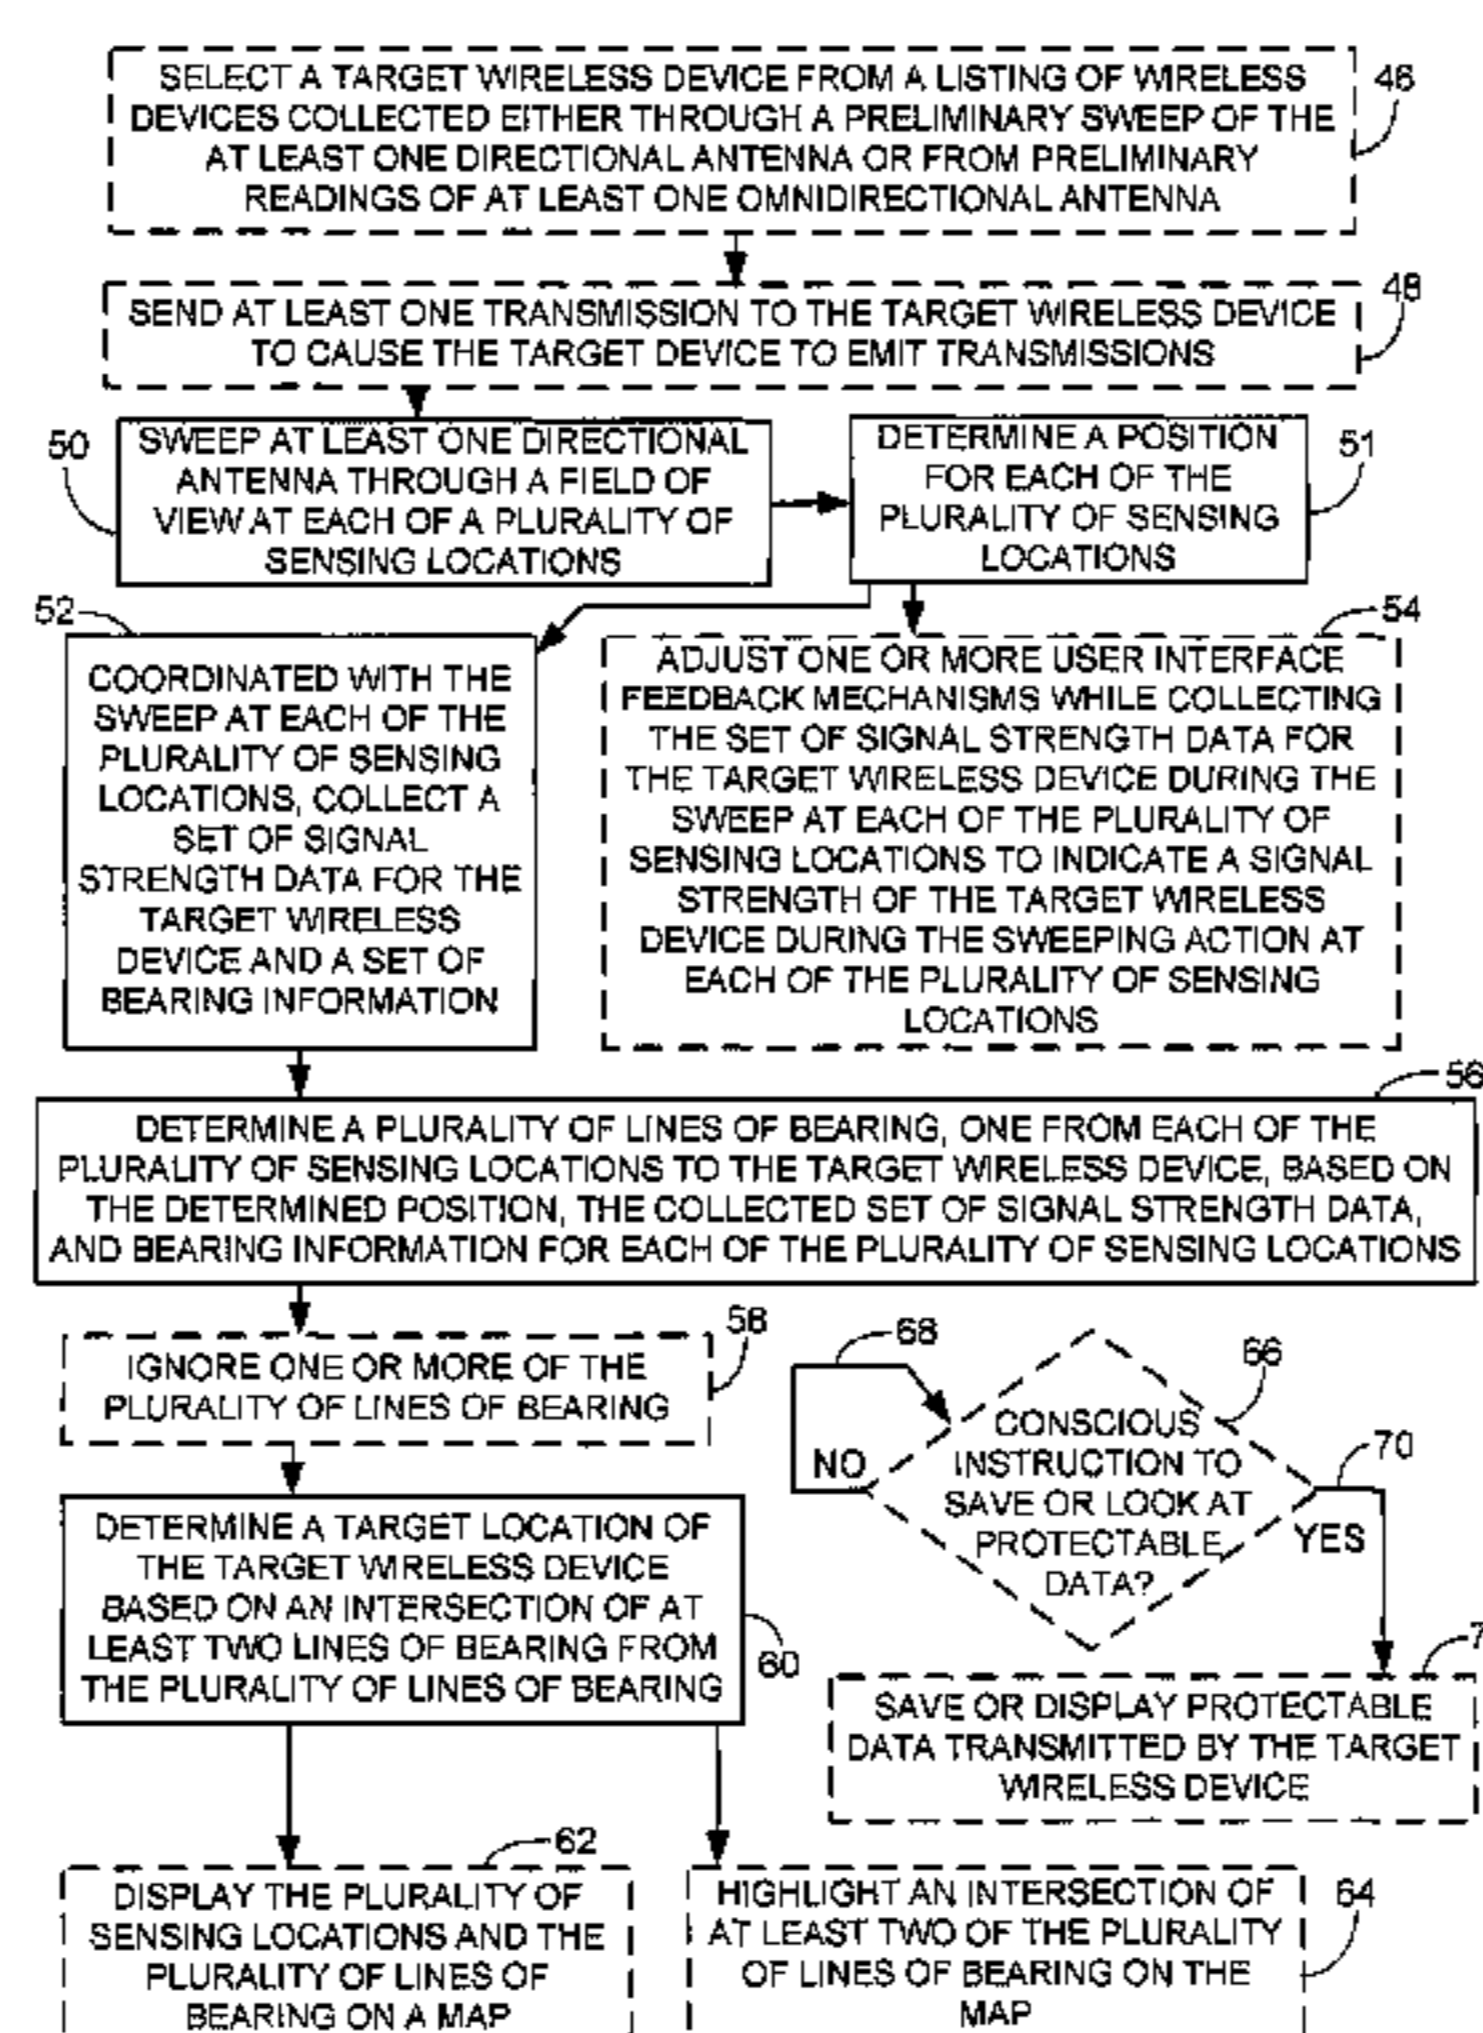 SELECT A TARGET WIRELESS DEVICE FROM A LISTING OF WIRELESS
DEVICES COLLECTED EITHER THROUGH A PRELIMINARY SWEEP OF THE
AT LEAST ONE DIRECTIONAL ANTENNA OR FROM PRELIMINARY
READINGS OF AT LEAST ONE OMNIDIRECTIONAL ANTENNA
46
SEND AT LEAST ONE TRANSMISSION TO THE TARGET WIRELESS DEVICE
TO CAUSE THE TARGET DEVICE TO EMIT TRANSMISSIONS
48
50
SWEEP AT LEAST ONE DIRECTIONAL
ANTENNA THROUGH A FIELD OF
VIEW AT EACH OF A PLURALITY OF
SENSING LOCATIONS
DETERMINE A POSITION
FOR EACH OF THE
PLURALITY OF SENSING
LOCATIONS
51
52
COORDINATED WITH THE
SWEEP AT EACH OF THE
PLURALITY OF SENSING
LOCATIONS, COLLECT A
SET OF SIGNAL
STRENGTH DATA FOR THE
TARGET WIRELESS
DEVICE AND A SET OF
BEARING INFORMATION
54
ADJUST ONE OR MORE USER INTERFACE
FEEDBACK MECHANISMS WHILE COLLECTING
THE SET OF SIGNAL STRENGTH DATA FOR
THE TARGET WIRELESS DEVICE DURING THE
SWEEP AT EACH OF THE PLURALITY OF
SENSING LOCATIONS TO INDICATE A SIGNAL
STRENGTH OF THE TARGET WIRELESS
DEVICE DURING THE SWEEPING ACTION AT
EACH OF THE PLURALITY OF SENSING
LOCATIONS
56
DETERMINE A PLURALITY OF LINES OF BEARING, ONE FROM EACH OF THE
PLURALITY OF SENSING LOCATIONS TO THE TARGET WIRELESS DEVICE, BASED ON
THE DETERMINED POSITION, THE COLLECTED SET OF SIGNAL STRENGTH DATA,
AND BEARING INFORMATION FOR EACH OF THE PLURALITY OF SENSING LOCATIONS
58
IGNORE ONE OR MORE OF THE
PLURALITY OF LINES OF BEARING
68
66
CONSCIOUS
INSTRUCTION TO
SAVE OR LOOK AT
PROTECTABLE
DATA?
NO
70
YES
DETERMINE A TARGET LOCATION OF
THE TARGET WIRELESS DEVICE
BASED ON AN INTERSECTION OF AT
LEAST TWO LINES OF BEARING FROM
THE PLURALITY OF LINES OF BEARING
60
SAVE OR DISPLAY PROTECTABLE
DATA TRANSMITTED BY THE TARGET
WIRELESS DEVICE
62
DISPLAY THE PLURALITY OF
SENSING LOCATIONS AND THE
PLURALITY OF LINES OF
BEARING ON A MAP
HIGHLIGHT AN INTERSECTION OF
AT LEAST TWO OF THE PLURALITY
OF LINES OF BEARING ON THE
MAP
64